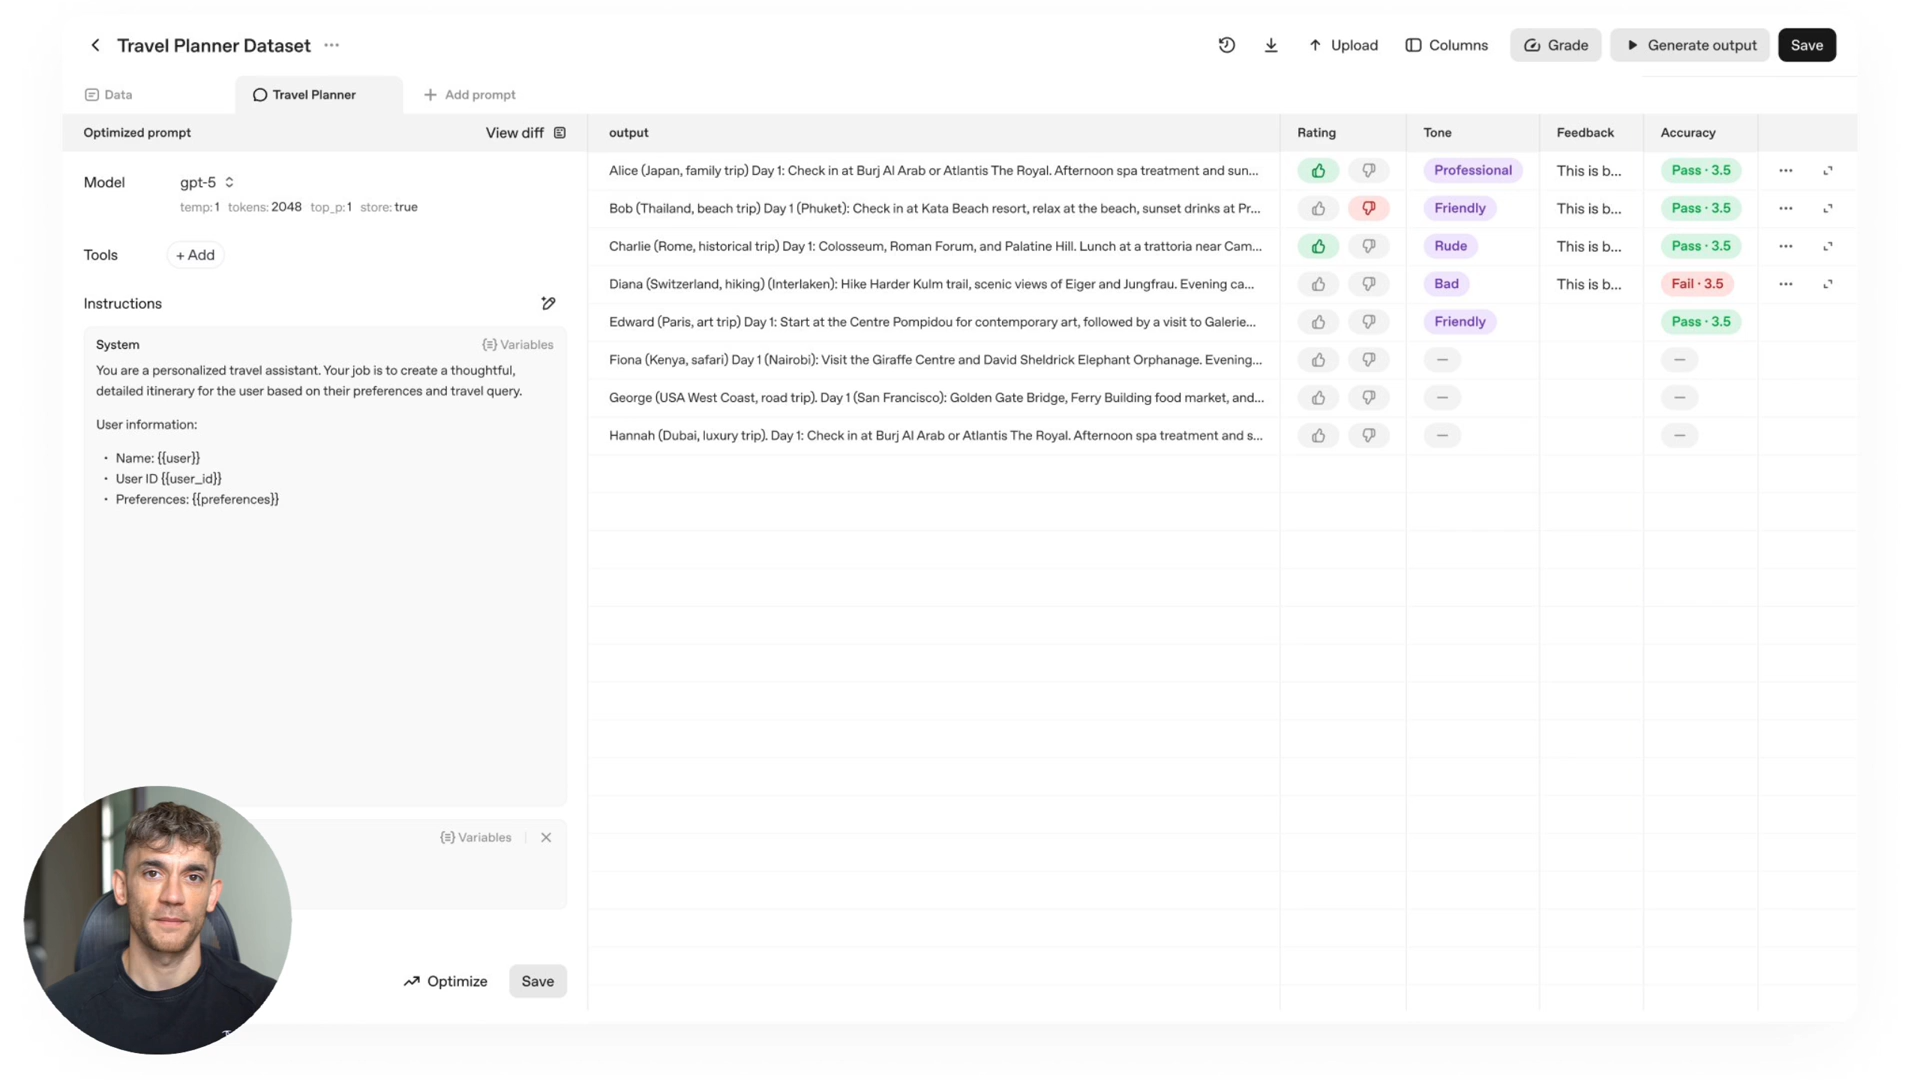 Travel Planner Dataset ···
Upload
Columns
Grade
Generate output
Save
Data
Travel Planner
Add prompt
Optimized prompt
View diff
output
Rating
Tone
Feedback
Accuracy
Model
gpt-5
temp:1 tokens:2048 top_p:1 store:true
Tools
+ Add
Instructions
System
{≡} Variables
You are a personalized travel assistant. Your job is to create a thoughtful,
detailed itinerary for the user based on their preferences and travel query.
User information:
• Name: {{user}}
• User ID {{user_id}}
• Preferences: {{preferences}}
{≡} Variables
Optimize
Save
Alice (Japan, family trip) Day 1: Check in at Burj Al Arab or Atlantis The Royal. Afternoon spa treatment and sun...
Professional
This is b...
Pass · 3.5
Bob (Thailand, beach trip) Day 1 (Phuket): Check in at Kata Beach resort, relax at the beach, sunset drinks at Pr...
Friendly
This is b...
Pass · 3.5
Charlie (Rome, historical trip) Day 1: Colosseum, Roman Forum, and Palatine Hill. Lunch at a trattoria near Cam...
Rude
This is b...
Pass · 3.5
Diana (Switzerland, hiking) (Interlaken): Hike Harder Kulm trail, scenic views of Eiger and Jungfrau. Evening ca...
Bad
This is b...
Fail · 3.5
Edward (Paris, art trip) Day 1: Start at the Centre Pompidou for contemporary art, followed by a visit to Galerie...
Friendly
Pass · 3.5
Fiona (Kenya, safari) Day 1 (Nairobi): Visit the Giraffe Centre and David Sheldrick Elephant Orphanage. Evening...
–
–
George (USA West Coast, road trip). Day 1 (San Francisco): Golden Gate Bridge, Ferry Building food market, and...
–
–
Hannah (Dubai, luxury trip). Day 1: Check in at Burj Al Arab or Atlantis The Royal. Afternoon spa treatment and s...
–
–